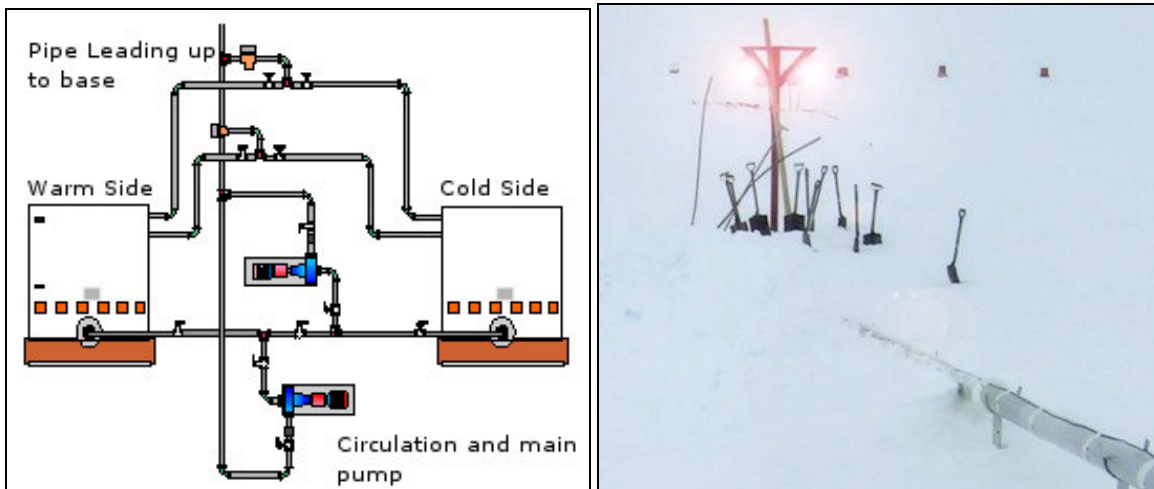 Pipe Leading up
to base
Warm Side
Cold Side
Circulation and main
pump